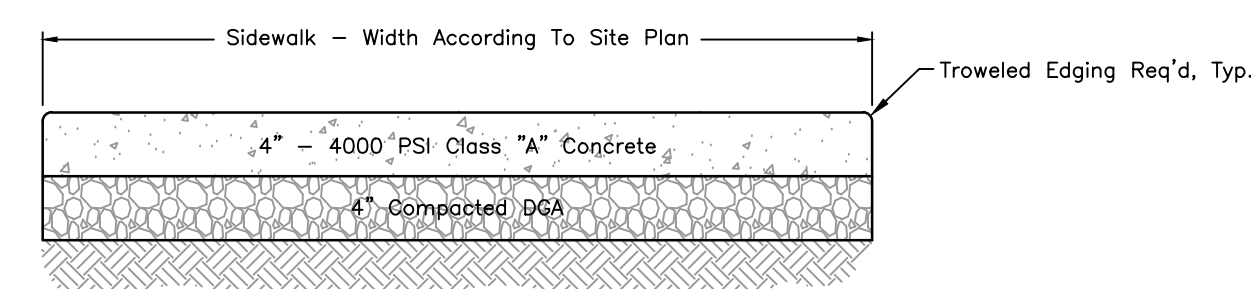 Sidewalk – Width According To Site Plan
Troweled Edging Req'd, Typ.
4" – 4000 PSI Class "A" Concrete
4" Compacted DGA